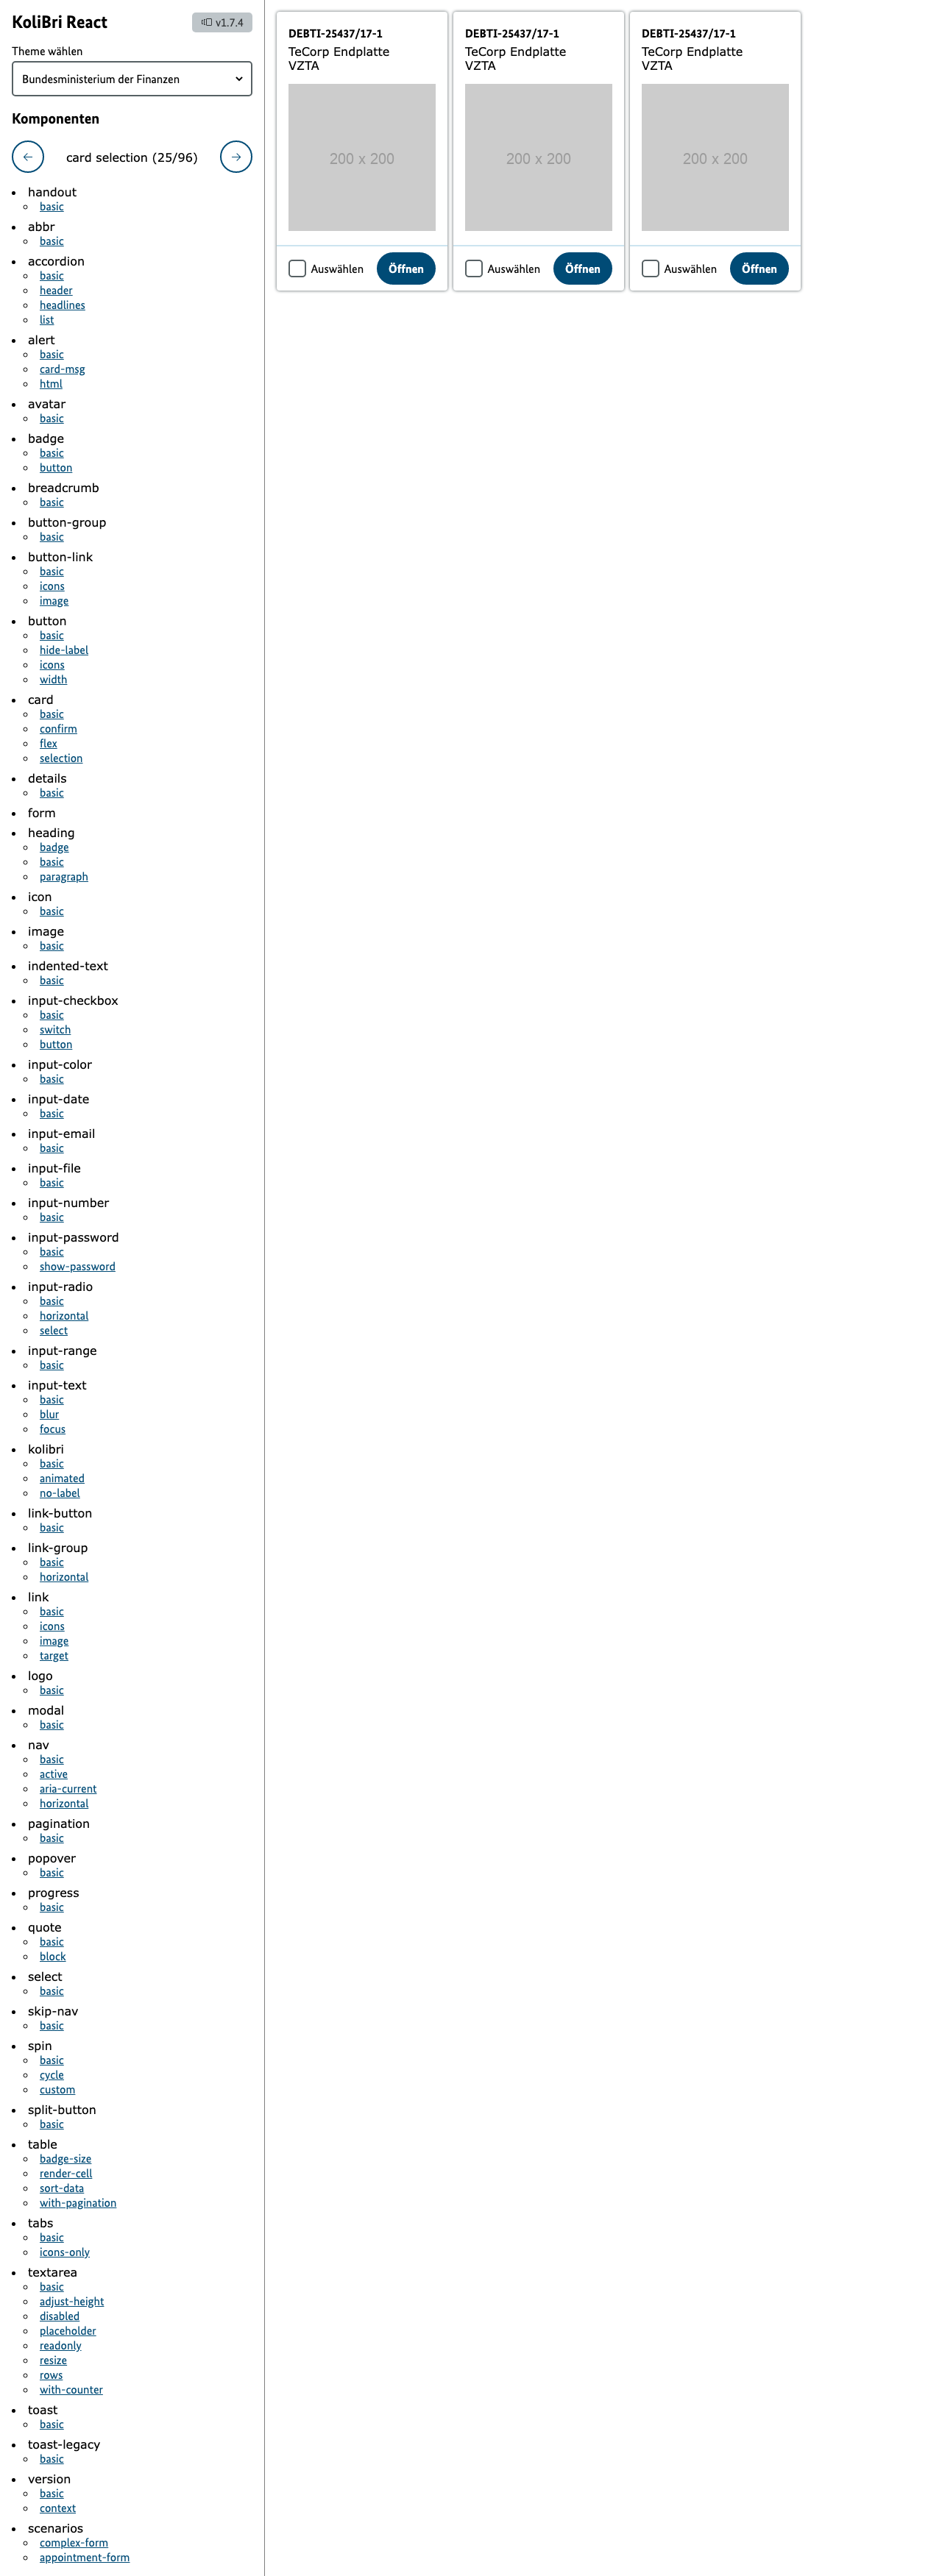 KoliBri React
v1.7.4
Theme wählen
Bundesministerium der Finanzen
Komponenten
card selection (25/96)
handout
basic
abbr
basic
accordion
basic
header
headlines
list
alert
basic
card-msg
html
avatar
basic
badge
basic
button
breadcrumb
basic
button-group
basic
button-link
basic
icons
image
button
basic
hide-label
icons
width
card
basic
confirm
flex
selection
details
basic
form
heading
badge
basic
paragraph
icon
basic
image
basic
indented-text
basic
input-checkbox
basic
switch
button
input-color
basic
input-date
basic
input-email
basic
input-file
basic
input-number
basic
input-password
basic
show-password
input-radio
basic
horizontal
select
input-range
basic
input-text
basic
blur
focus
kolibri
basic
animated
no-label
link-button
basic
link-group
basic
horizontal
link
basic
icons
image
target
logo
basic
modal
basic
nav
basic
active
aria-current
horizontal
pagination
basic
popover
basic
progress
basic
quote
basic
block
select
basic
skip-nav
basic
spin
basic
cycle
custom
split-button
basic
table
badge-size
render-cell
sort-data
with-pagination
tabs
basic
icons-only
textarea
basic
adjust-height
disabled
placeholder
readonly
resize
rows
with-counter
toast
basic
toast-legacy
basic
version
basic
context
scenarios
complex-form
appointment-form
DEBTI-25437/17-1
TeCorp Endplatte
VZTA
200 x 200
Auswählen
Öffnen
DEBTI-25437/17-1
TeCorp Endplatte
VZTA
200 x 200
Auswählen
Öffnen
DEBTI-25437/17-1
TeCorp Endplatte
VZTA
200 x 200
Auswählen
Öffnen